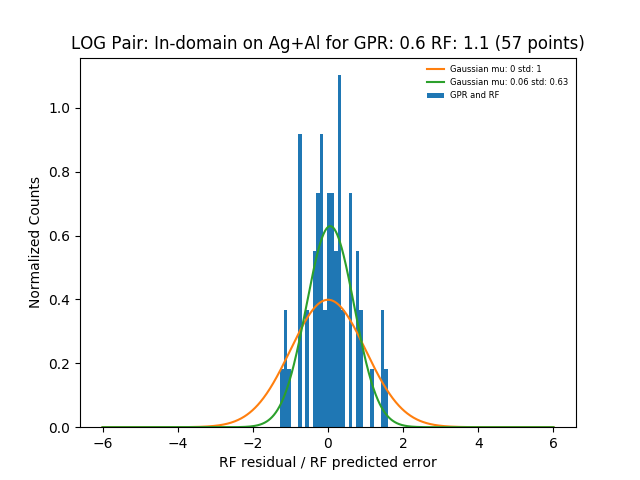 LOG Pair: In-domain on Ag+Al for GPR: 0.6 RF: 1.1 (57 points)
Gaussian mu: 0 std: 1
Gaussian mu: 0.06 std: 0.63
GPR and RF
Normalized Counts
1.0
0.8
0.6
0.4
0.2
0.0
−6 −4 −2 0 2 4 6
RF residual / RF predicted error